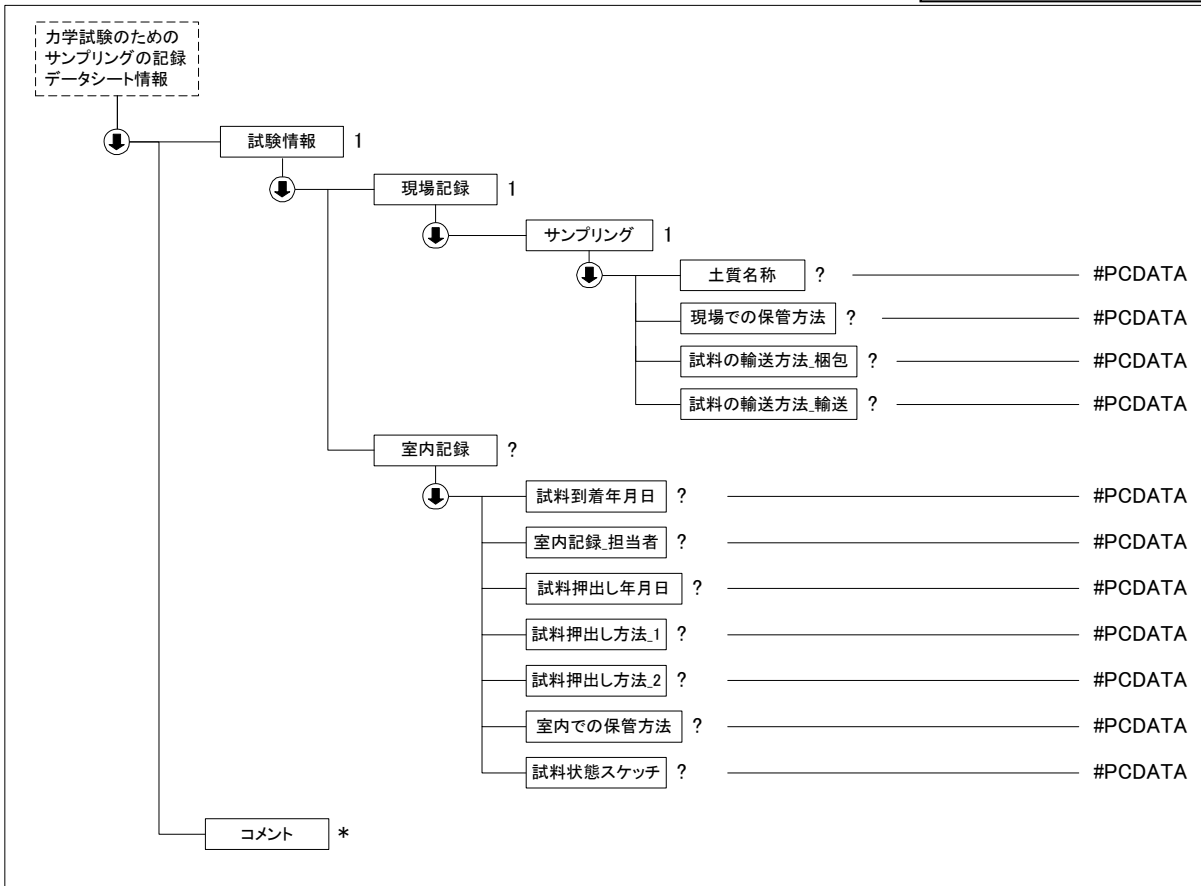 力学試験のための
サンプリングの記録
データシート情報
試験情報 1
現場記録 1
サンプリング 1
土質名称 ? #PCDATA
現場での保管方法 ? #PCDATA
試料の輸送方法_梱包 ? #PCDATA
試料の輸送方法_輸送 ? #PCDATA
室内記録 ?
試料到着年月日 ? #PCDATA
室内記録_担当者 ? #PCDATA
試料押出し年月日 ? #PCDATA
試料押出し方法_1 ? #PCDATA
試料押出し方法_2 ? #PCDATA
室内での保管方法 ? #PCDATA
試料状態スケッチ ? #PCDATA
コメント *